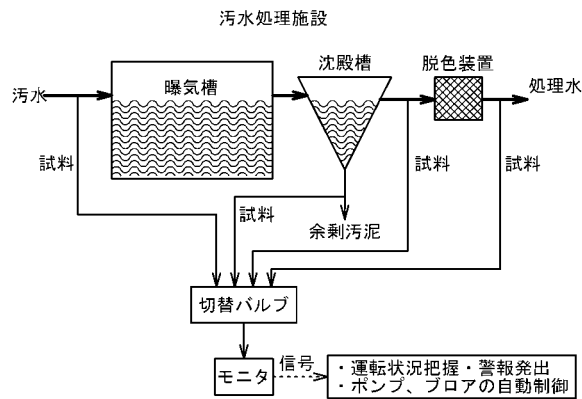 汚水処理施設
沈殿槽
脱色装置
曝気槽
汚水
処理水
試料
試料
試料
試料
余剰汚泥
切替バルブ
モニタ
信号
・運転状況把握・警報発出
・ポンプ、ブロアの自動制御